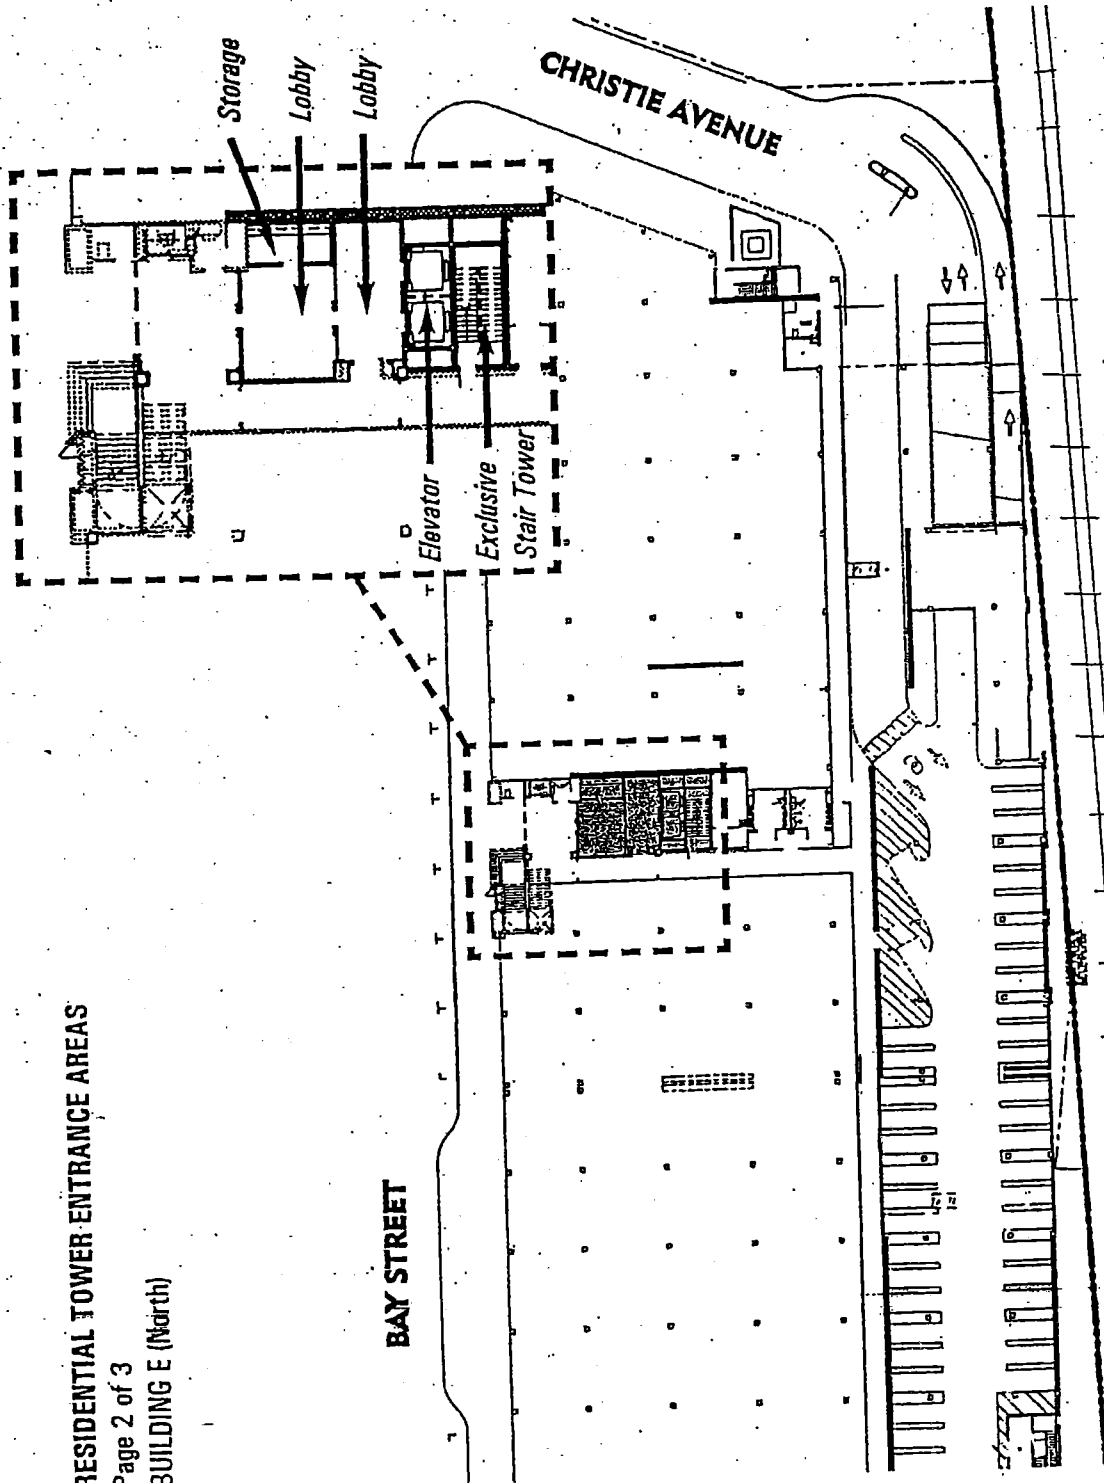 RESIDENTIAL TOWER ENTRANCE AREAS
Page 2 of 3
BUILDING E (North)
BAY STREET
CHRISTIE AVENUE
Storage
Lobby
Lobby
Elevator
Exclusive
Stair Tower